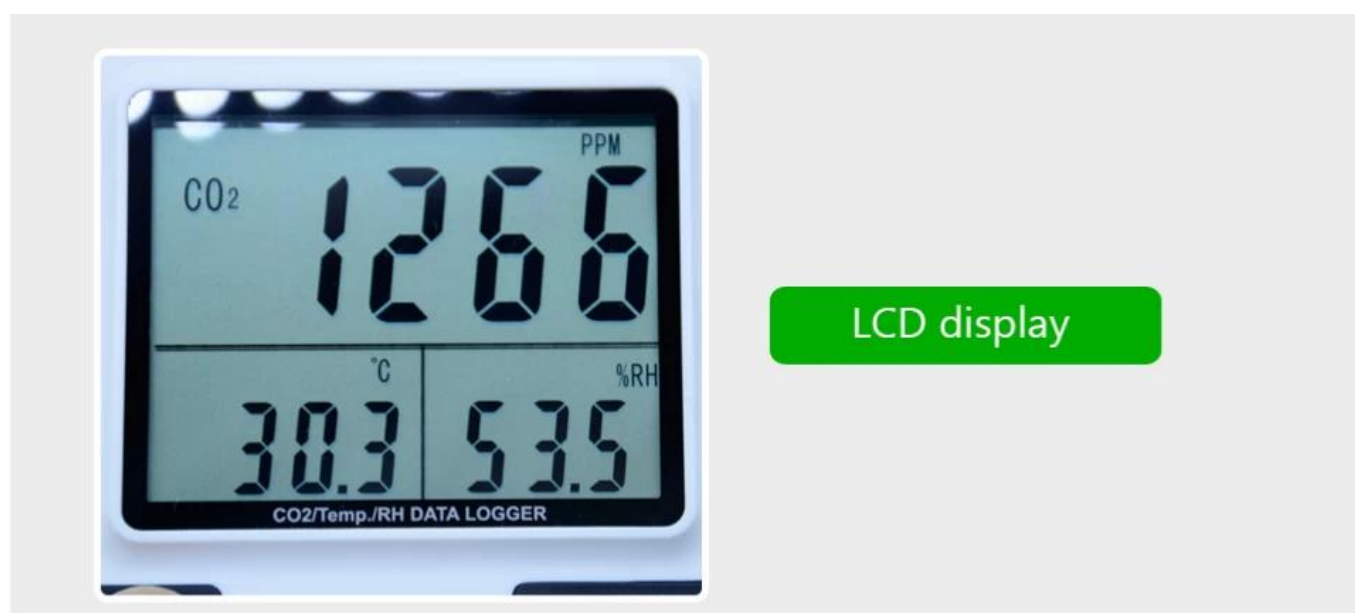 PPM
CO2 1266
°C %RH
30.3 53.5
CO2/Temp./RH DATA LOGGER
LCD display